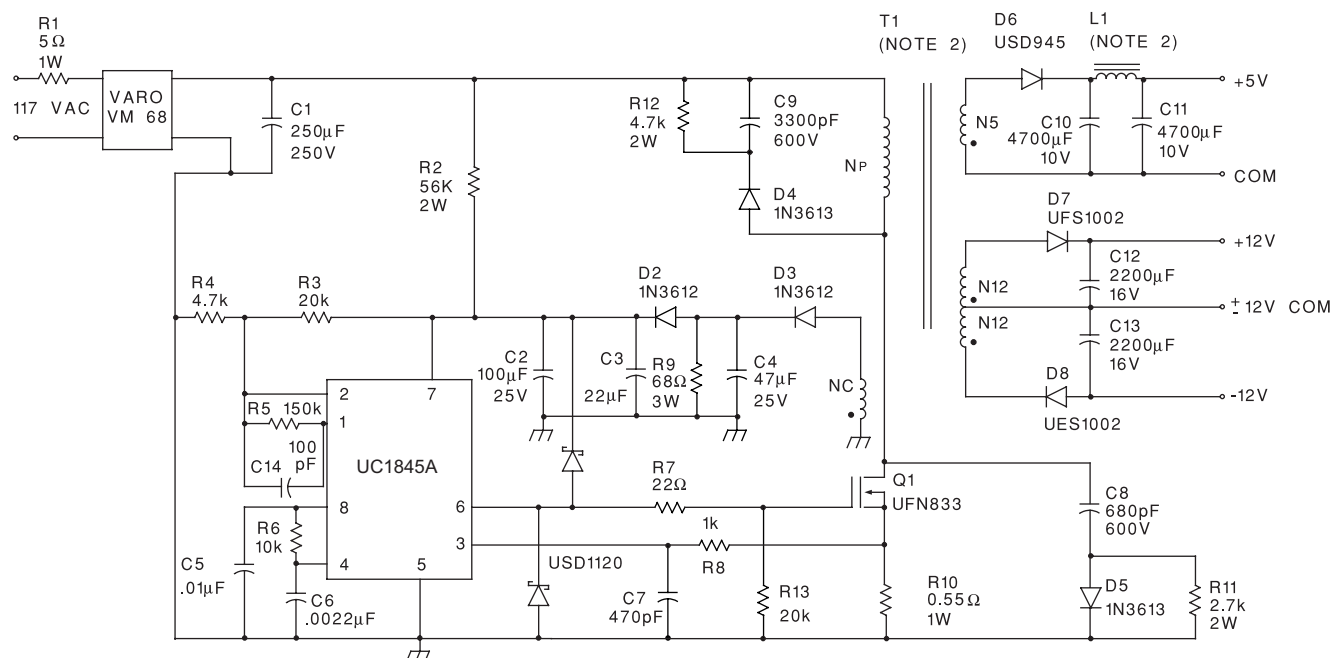 R1
5Ω
1W
117 VAC
VARO
VM 68
C1
250µF
250V
R2
56K
2W
R12
4.7k
2W
C9
3300pF
600V
D4
1N3613
NP
T1
(NOTE 2)
D6
USD945
L1
(NOTE 2)
+5V
N5
C10
4700µF
10V
C11
4700µF
10V
COM
D7
UFS1002
+12V
N12
N12
C12
2200µF
16V
± 12V COM
C13
2200µF
16V
D8
UES1002
-12V
R4
4.7k
R3
20k
D2
1N3612
D3
1N3612
C2
100µF
25V
C3
22µF
R9
68Ω
3W
C4
47µF
25V
NC
2
7
R5 150k
1
100
pF
C14
UC1845A
8
6
R6
10k
3
4
5
C5
.01µF
C6
.0022µF
USD1120
R7
22Ω
1k
R8
C7
470pF
R13
20k
Q1
UFN833
R10
0.55Ω
1W
C8
680pF
600V
D5
1N3613
R11
2.7k
2W